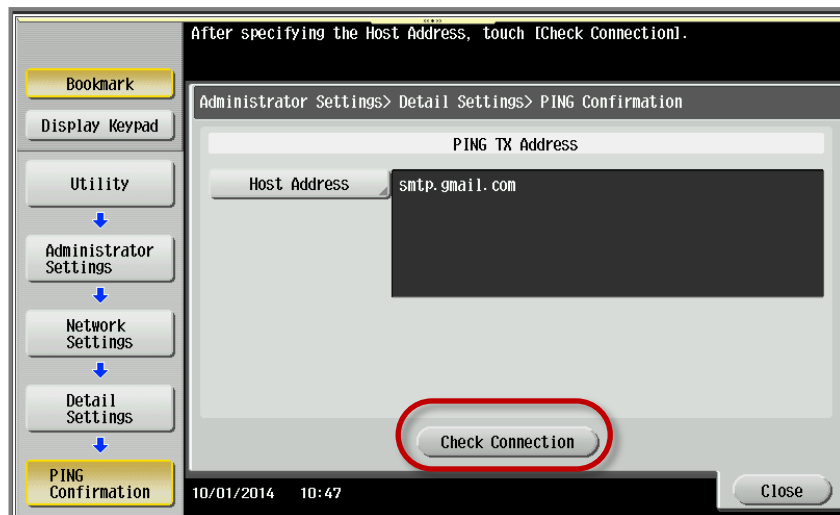 After specifying the Host Address, touch [Check Connection].
Bookmark
Display Keypad
Utility
Administrator
Settings
Network
Settings
Detail
Settings
PING
Confirmation
Administrator Settings> Detail Settings> PING Confirmation
PING TX Address
Host Address
smtp.gmail.com
Check Connection
10/01/2014 10:47
Close